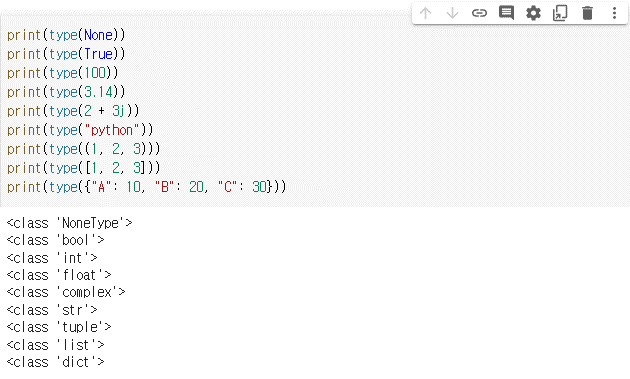 print(type(None))
print(type(True))
print(type(100))
print(type(3.14))
print(type(2 + 3j))
print(type("python"))
print(type((1, 2, 3)))
print(type([1, 2, 3]))
print(type({"A": 10, "B": 20, "C": 30}))
<class 'NoneType'>
<class 'bool'>
<class 'int'>
<class 'float'>
<class 'complex'>
<class 'str'>
<class 'tuple'>
<class 'list'>
<class 'dict'>